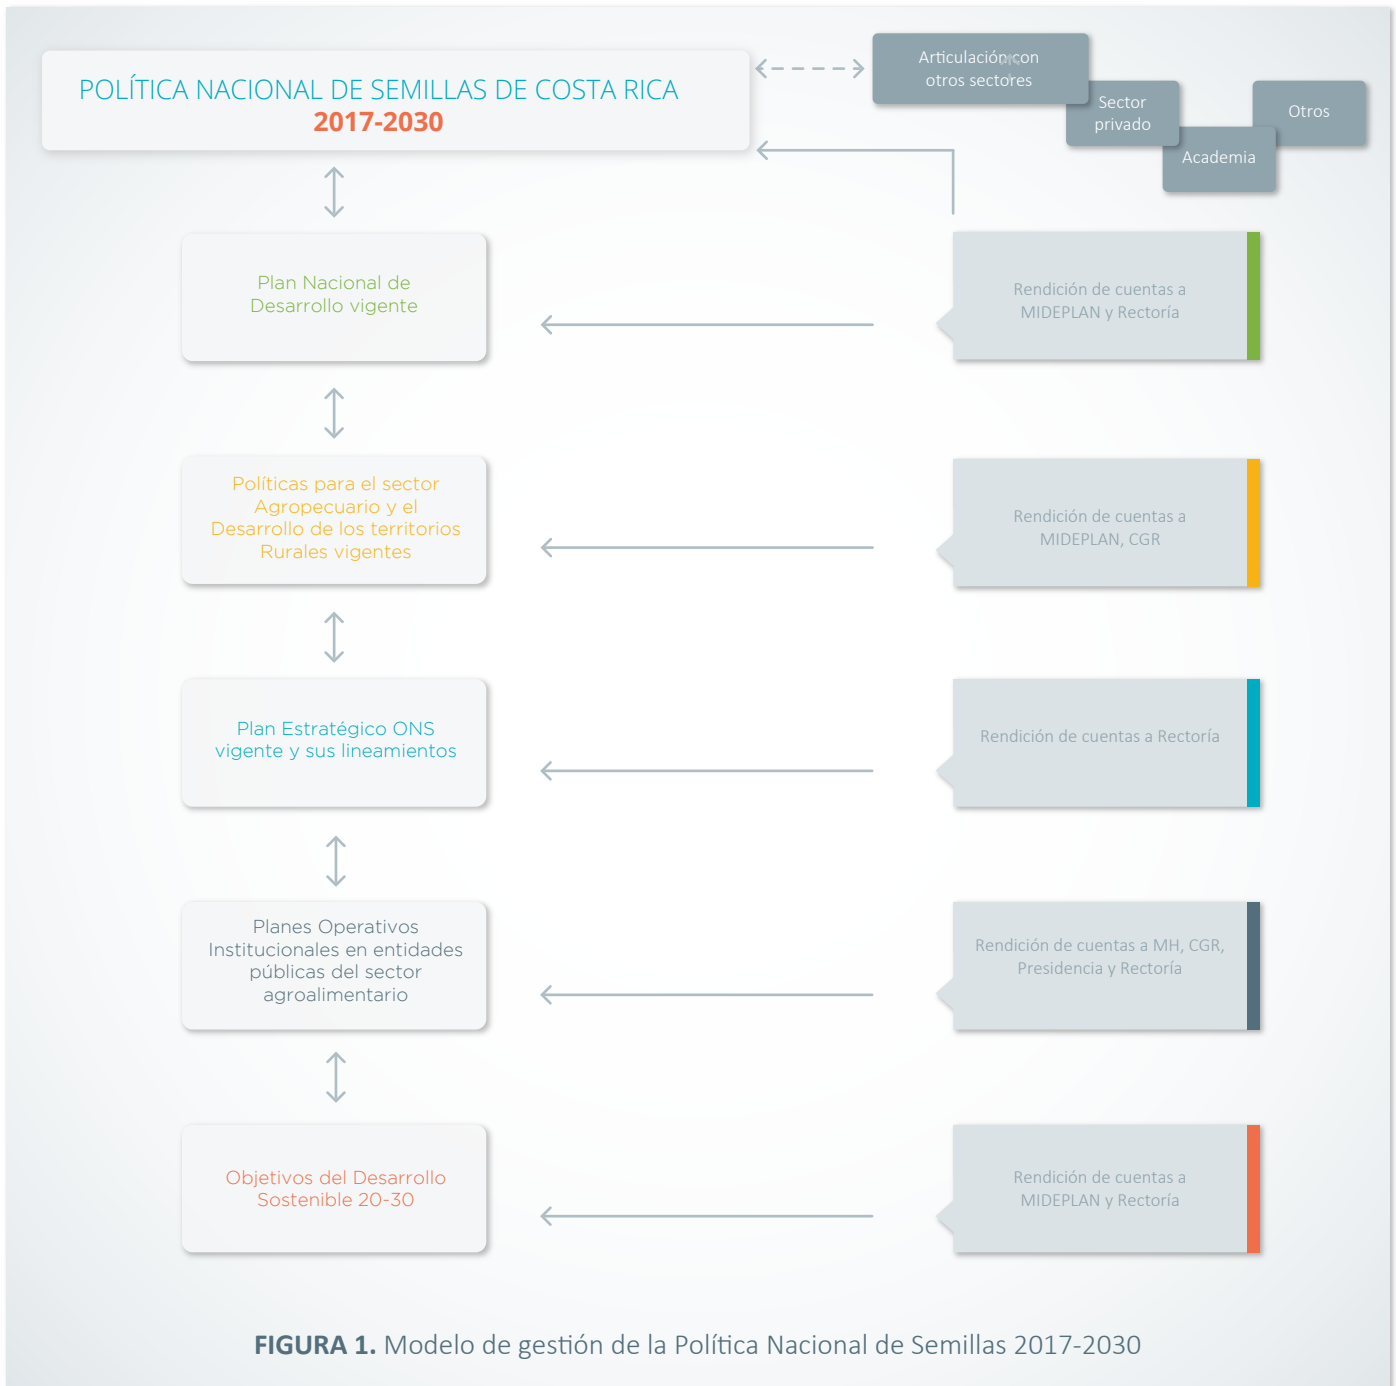 POLÍTICA NACIONAL DE SEMILLAS DE COSTA RICA
2017-2030
Articulación con
otros sectores
Sector
privado
Academia
Otros
Plan Nacional de
Desarrollo vigente
Rendición de cuentas a
MIDEPLAN y Rectoría
Políticas para el sector
Agropecuario y el
Desarrollo de los territorios
Rurales vigentes
Rendición de cuentas a
MIDEPLAN, CGR
Plan Estratégico ONS
vigente y sus lineamientos
Rendición de cuentas a Rectoría
Planes Operativos
Institucionales en entidades
públicas del sector
agroalimentario
Rendición de cuentas a MH, CGR,
Presidencia y Rectoría
Objetivos del Desarrollo
Sostenible 20-30
Rendición de cuentas a
MIDEPLAN y Rectoría
FIGURA 1. Modelo de gestión de la Política Nacional de Semillas 2017-2030